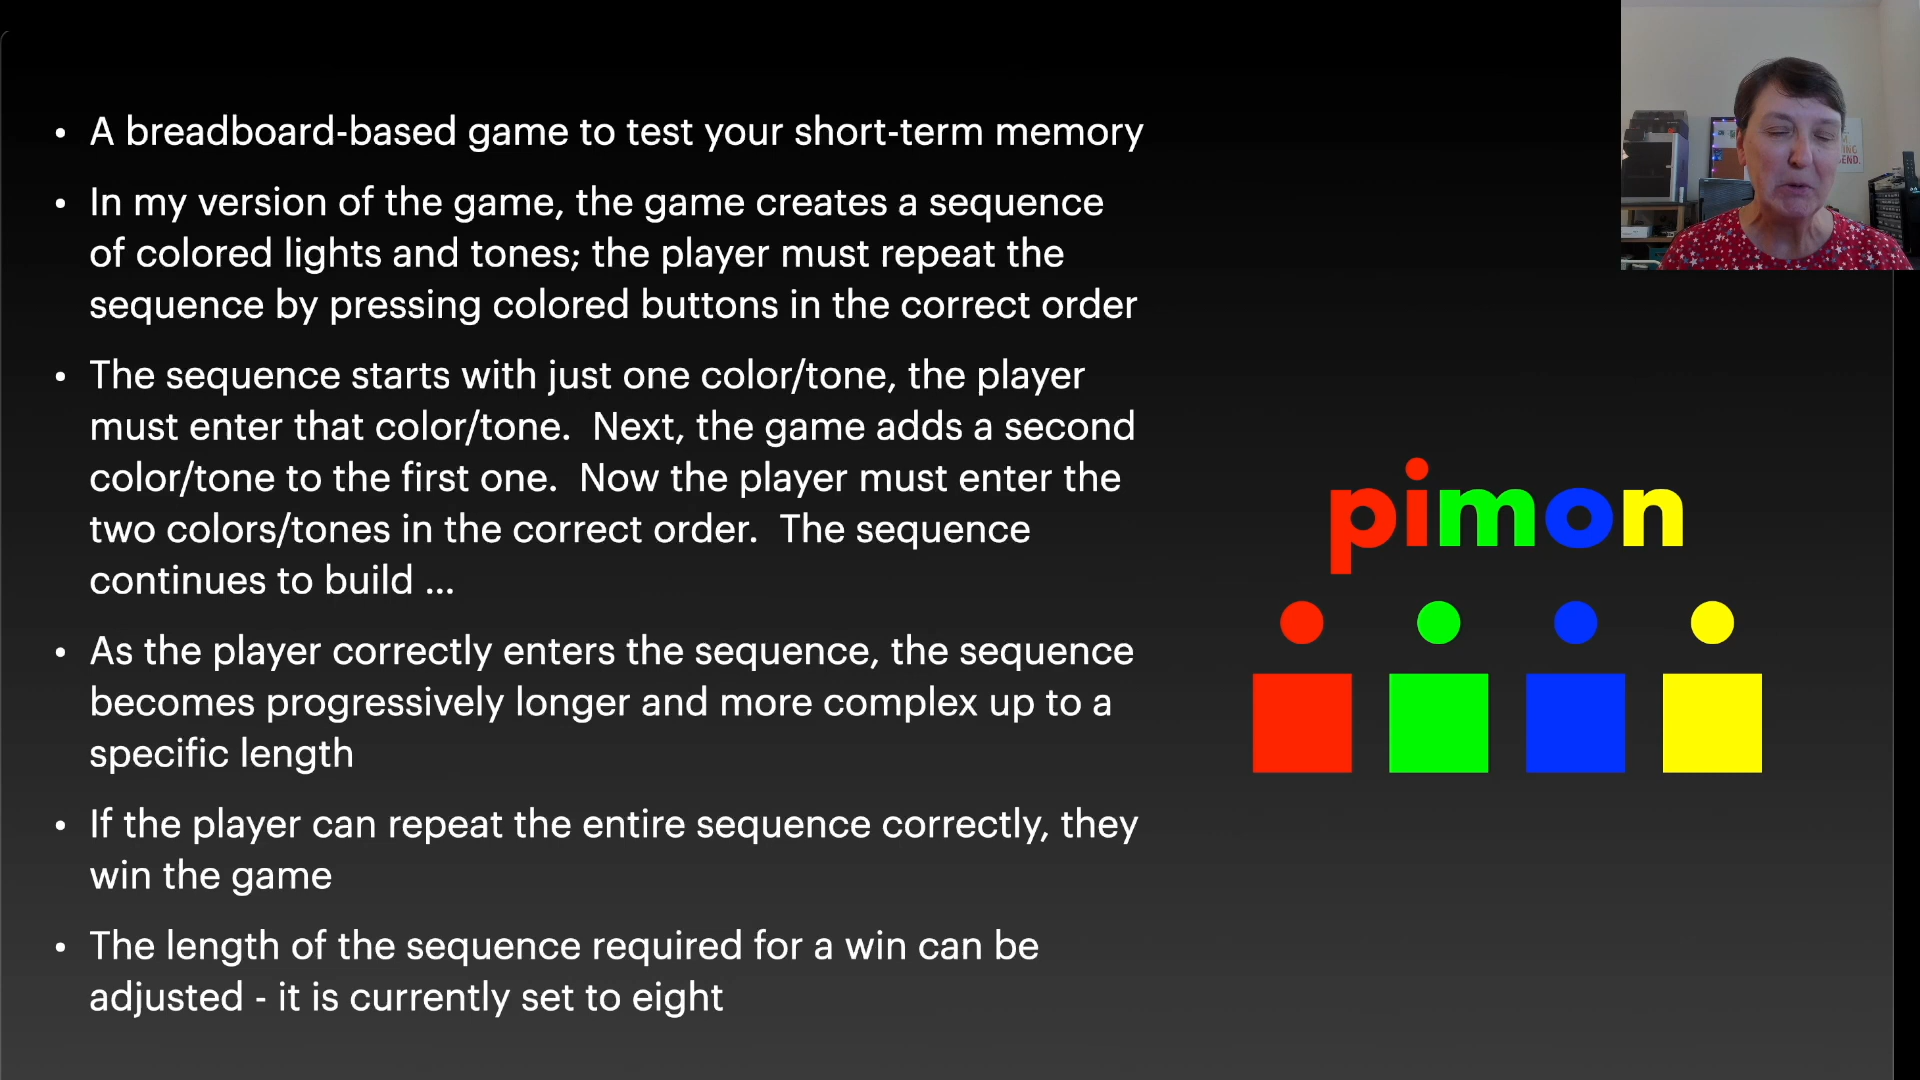 • A breadboard-based game to test your short-term memory
• In my version of the game, the game creates a sequence
of colored lights and tones; the player must repeat the
sequence by pressing colored buttons in the correct order
• The sequence starts with just one color/tone, the player
must enter that color/tone.  Next, the game adds a second
color/tone to the first one.  Now the player must enter the
two colors/tones in the correct order.  The sequence
continues to build ...
• As the player correctly enters the sequence, the sequence
becomes progressively longer and more complex up to a
specific length
• If the player can repeat the entire sequence correctly, they
win the game
• The length of the sequence required for a win can be
adjusted - it is currently set to eight
pimon